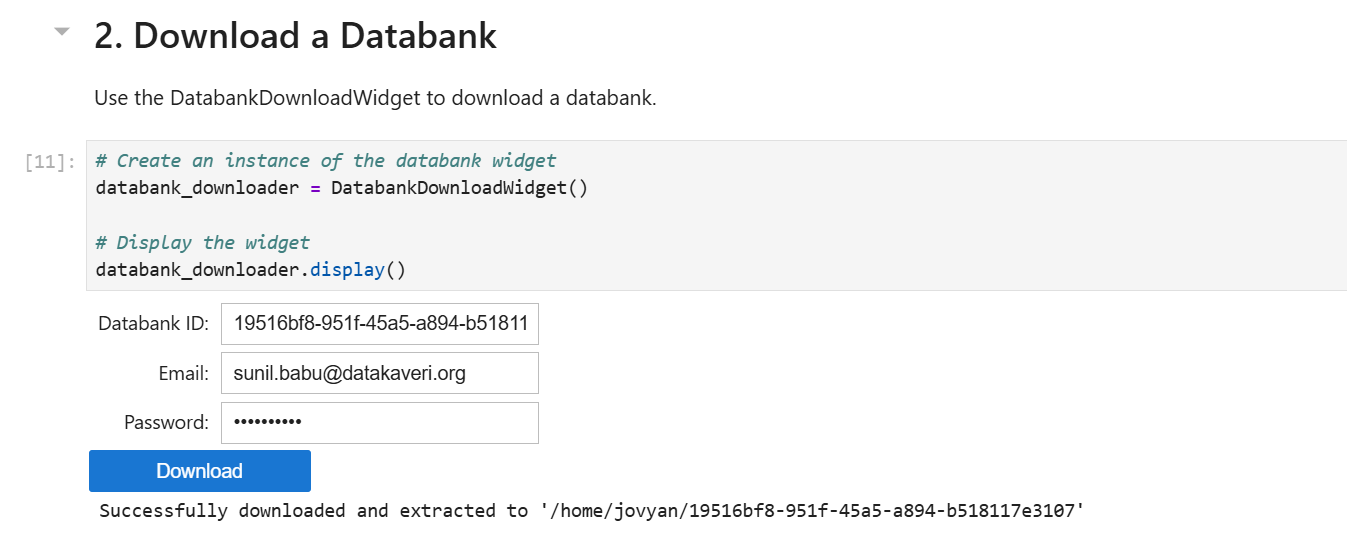 2. Download a Databank
Use the DatabankDownloadWidget to download a databank.
[11]:
# Create an instance of the databank widget
databank_downloader = DatabankDownloadWidget()
# Display the widget
databank_downloader.display()
Databank ID: 19516bf8-951f-45a5-a894-b51811
Email: sunil.babu@datakaveri.org
Password: ••••••••••
Download
Successfully downloaded and extracted to '/home/jovyan/19516bf8-951f-45a5-a894-b518117e3107'